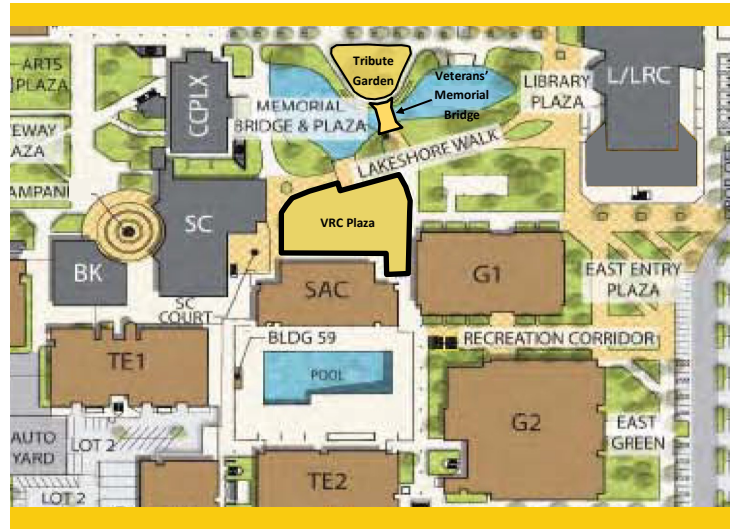 ARTS
PLAZA
CCPLX
Tribute
Garden
Veterans'
Memorial
Bridge
LIBRARY
PLAZA
L/LRC
MEMORIAL
BRIDGE & PLAZA
LAKESHORE WALK
EWAY
AZA
AMPANI
SC
VRC Plaza
BK
SC
COURT
SAC
G1
EAST ENTRY
PLAZA
TE1
BLDG 59
RECREATION CORRIDOR
POOL
G2
EAST
GREEN
AUTO
YARD
LOT 2
LOT 2
TE2